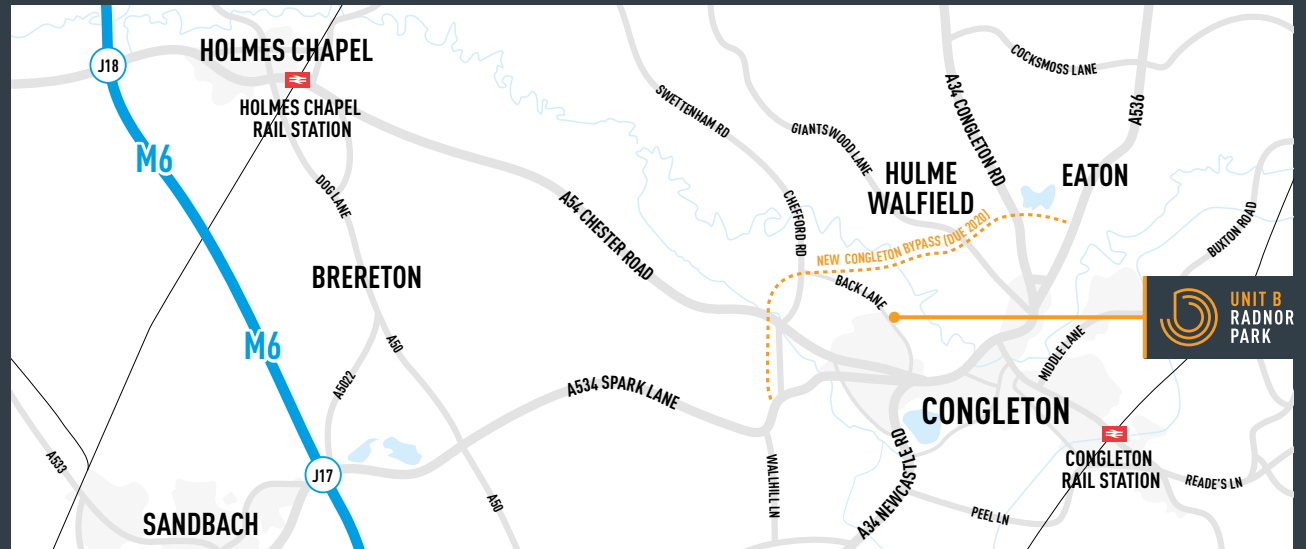 HOLMES CHAPEL
J18
HOLMES CHAPEL
RAIL STATION
M6
DOG LANE
A54 CHESTER ROAD
BRERETON
M6
A50
A5022
A534 SPARK LANE
J17
A533
SANDBACH
A50
SWETTENHAM RD
GIANTSWOOD LANE
CHEFFORD RD
A34 CONGLETON RD
COCKSMOSS LANE
A536
HULME
WALFIELD
EATON
BUXTON ROAD
NEW CONGLETON BYPASS (DUE 2020)
BACK LANE
UNIT B
RADNOR
PARK
MIDDLE LANE
CONGLETON
CONGLETON
RAIL STATION
READE'S LN
PEEL LN
A34 NEWCASTLE RD
WALLHILL LN